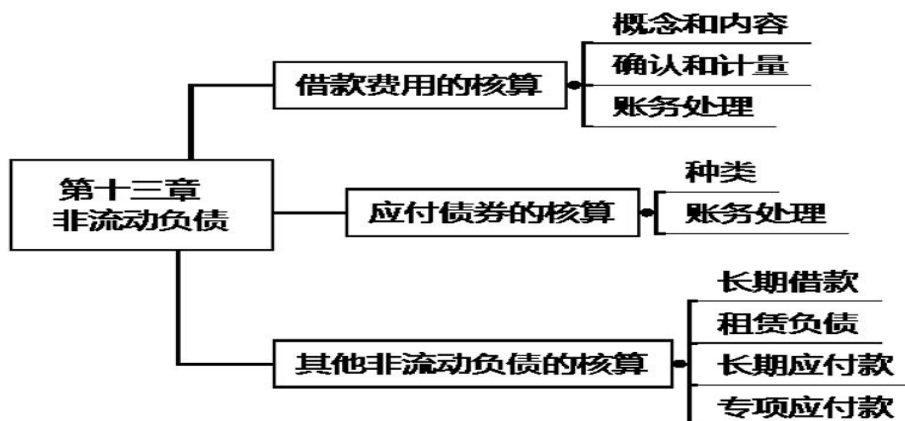 第十三章
非流动负债
借款费用的核算
概念和内容
确认和计量
账务处理
应付债券的核算
种类
账务处理
其他非流动负债的核算
长期借款
租赁负债
长期应付款
专项应付款